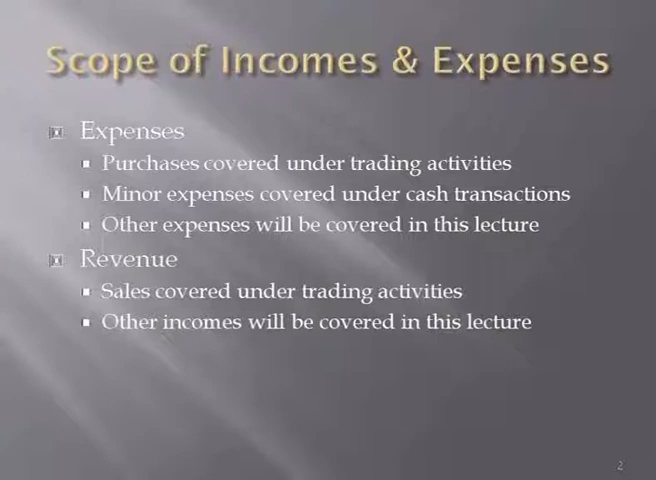 Scope of Incomes & Expenses
Expenses
Purchases covered under trading activities
Minor expenses covered under cash transactions
Other expenses will be covered in this lecture
Revenue
Sales covered under trading activities
Other incomes will be covered in this lecture
2